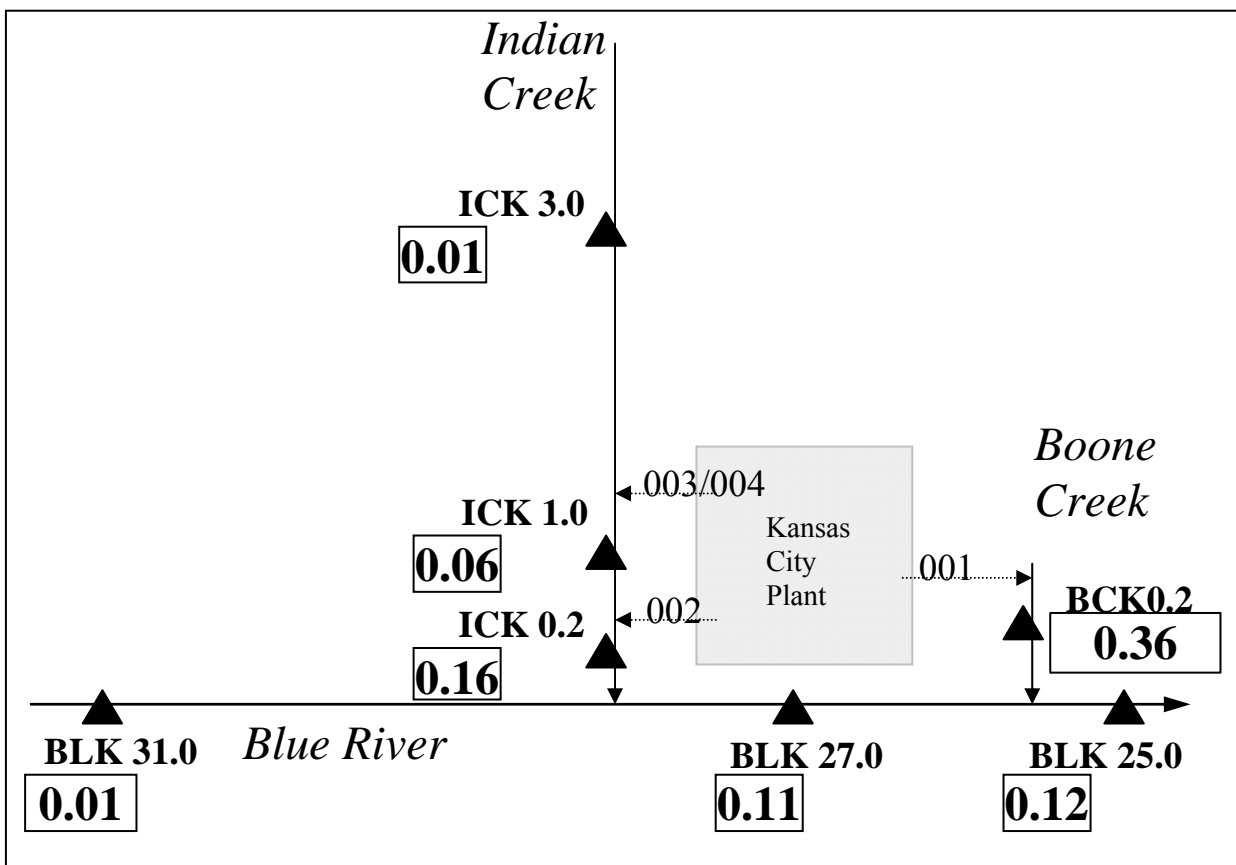 Indian
Creek
ICK 3.0
0.01
003/004
ICK 1.0
0.06
Kansas
City
Plant
001
Boone
Creek
002
ICK 0.2
0.16
BCK0.2
0.36
Blue River
BLK 31.0
0.01
BLK 27.0
0.11
BLK 25.0
0.12